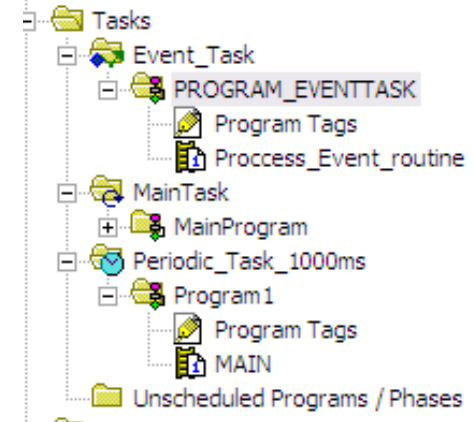 Tasks
Event_Task
PROGRAM_EVENTTASK
Program Tags
Proccess_Event_routine
MainTask
MainProgram
Periodic_Task_1000ms
Program1
Program Tags
MAIN
Unscheduled Programs / Phases